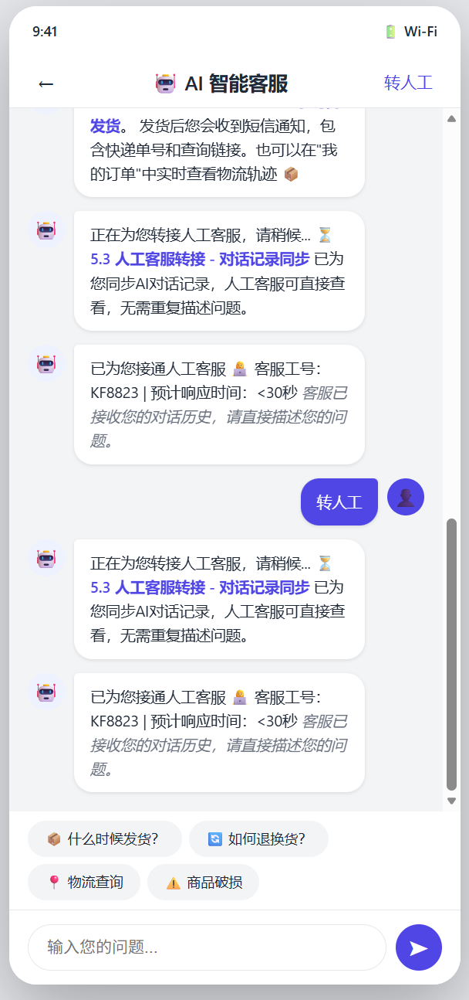 9:41
Wi-Fi
← AI 智能客服 转人工
发货。 发货后您会收到短信通知，包
含快递单号和查询链接。也可以在"我
的订单"中实时查看物流轨迹
正在为您转接人工客服，请稍候...
5.3 人工客服转接 - 对话记录同步 已为
您同步AI对话记录，人工客服可直接查
看，无需重复描述问题。
已为您接通人工客服 客服工号：
KF8823 | 预计响应时间：<30秒 客服已
接收您的对话历史，请直接描述您的问
题。
转人工
正在为您转接人工客服，请稍候...
5.3 人工客服转接 - 对话记录同步 已为
您同步AI对话记录，人工客服可直接查
看，无需重复描述问题。
已为您接通人工客服 客服工号：
KF8823 | 预计响应时间：<30秒 客服已
接收您的对话历史，请直接描述您的问
题。
什么时候发货？
如何退换货？
物流查询
商品破损
输入您的问题...